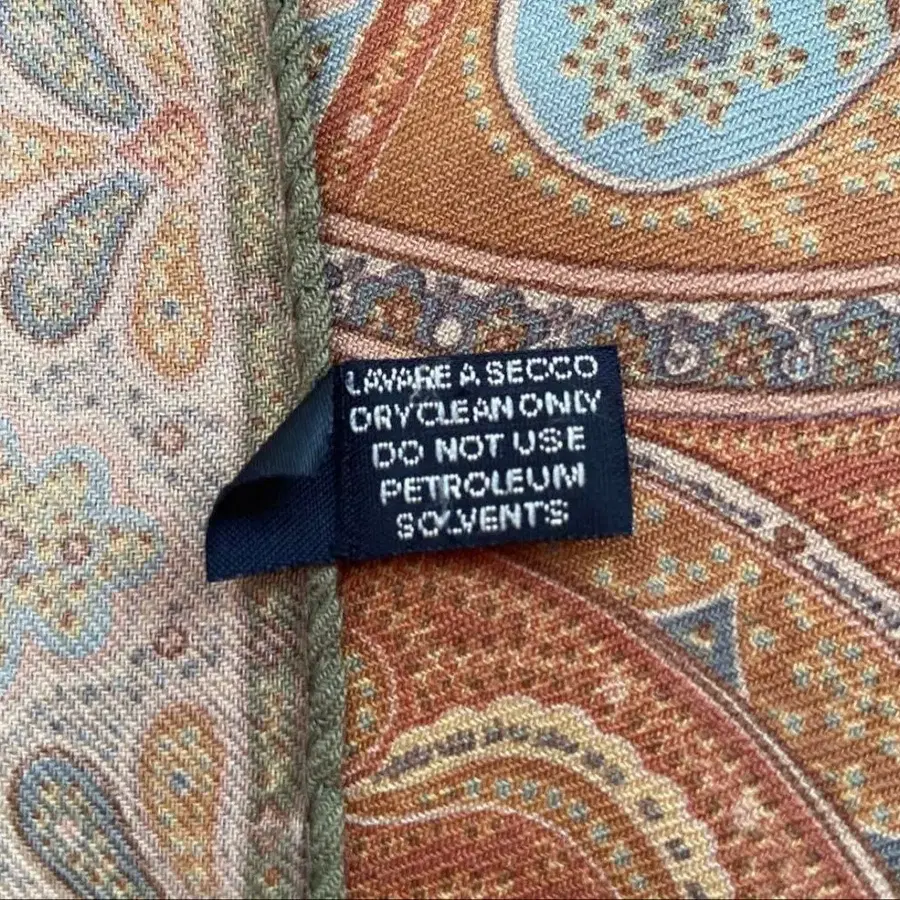 LAVARE A SECCO
DRYCLEAN ONLY
DO NOT USE
PETROLEUM
SOLVENTS